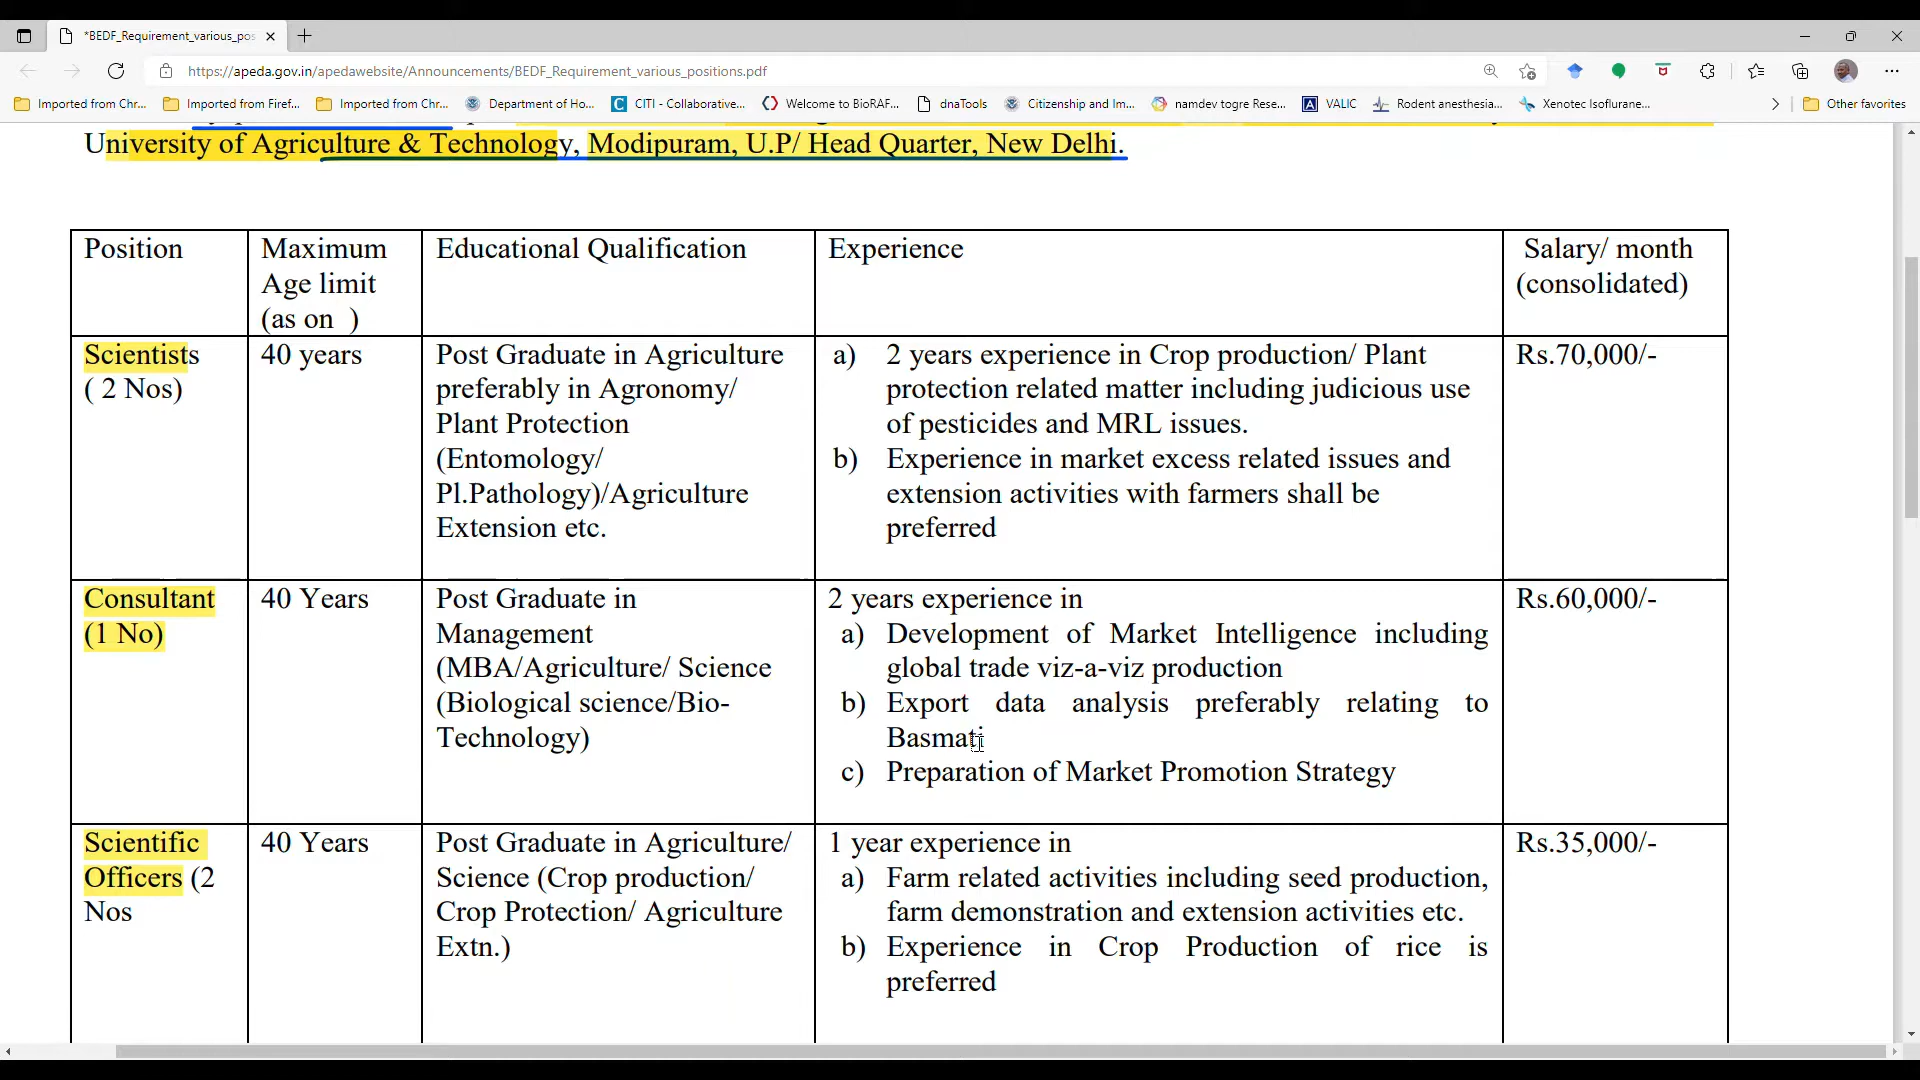 *BEDF_Requirement_various_pos
https://apeda.gov.in/apedawebsite/Announcements/BEDF_Requirement_various_positions.pdf
Imported from Chr... Imported from Firef... Imported from Chr... Department of Ho... CITI - Collaborative... Welcome to BioRAF... dnaTools Citizenship and Im... namdev togre Rese... VALIC Rodent anesthesia... Xenotec Isoflurane... Other favorites
University of Agriculture & Technology, Modipuram, U.P/ Head Quarter, New Delhi.
Position
Maximum
Age limit
(as on )
Educational Qualification
Experience
Salary/ month
(consolidated)
Scientists
( 2 Nos)
40 years
Post Graduate in Agriculture
preferably in Agronomy/
Plant Protection
(Entomology/
Pl.Pathology)/Agriculture
Extension etc.
a) 2 years experience in Crop production/ Plant
protection related matter including judicious use
of pesticides and MRL issues.
b) Experience in market excess related issues and
extension activities with farmers shall be
preferred
Rs.70,000/-
Consultant
(1 No)
40 Years
Post Graduate in
Management
(MBA/Agriculture/ Science
(Biological science/Bio-
Technology)
2 years experience in
a) Development of Market Intelligence including
global trade viz-a-viz production
b) Export data analysis preferably relating to
Basmati
c) Preparation of Market Promotion Strategy
Rs.60,000/-
Scientific
Officers (2
Nos
40 Years
Post Graduate in Agriculture/
Science (Crop production/
Crop Protection/ Agriculture
Extn.)
1 year experience in
a) Farm related activities including seed production,
farm demonstration and extension activities etc.
b) Experience in Crop Production of rice is
preferred
Rs.35,000/-